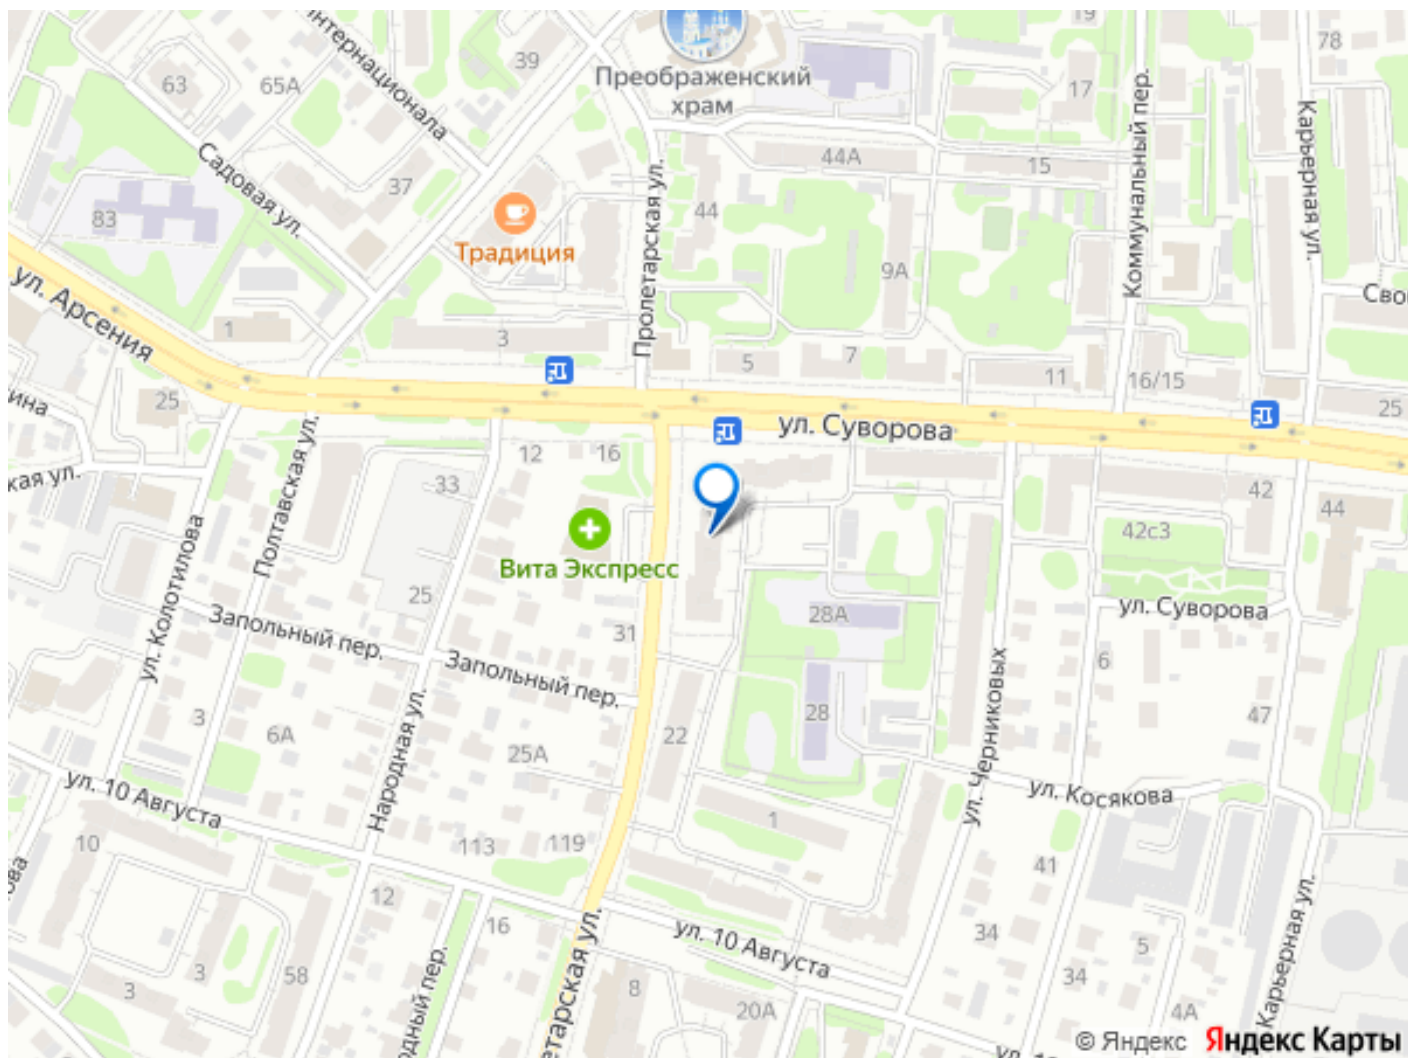 19
78
39
Интернационала
Преображенский
храм
63
65А
17
Коммунальный пер.
Карьерная ул.
44А
15
Садовая ул.
37
Пролетарская ул.
83
44
Традиция
9А
ул. Арсения
1
3
5
7
11
16/15
25
25
ул. Суворова
12
16
33
Полтавская ул.
кая ул.
42
44
42с3
Вита Экспресс
ул. Колотилова
25
28А
ул. Суворова
Запольный пер.
31
Запольный пер.
6
3
6А
Народная ул.
25А
22
28
ул. Черниковых
47
ул. 10 Августа
ул. Косякова
1
10
113
119
41
12
16
ул. 10 Августа
34
5
Карьерная ул.
3
3
58
8
20А
34
4А
© Яндекс Яндекс Карты